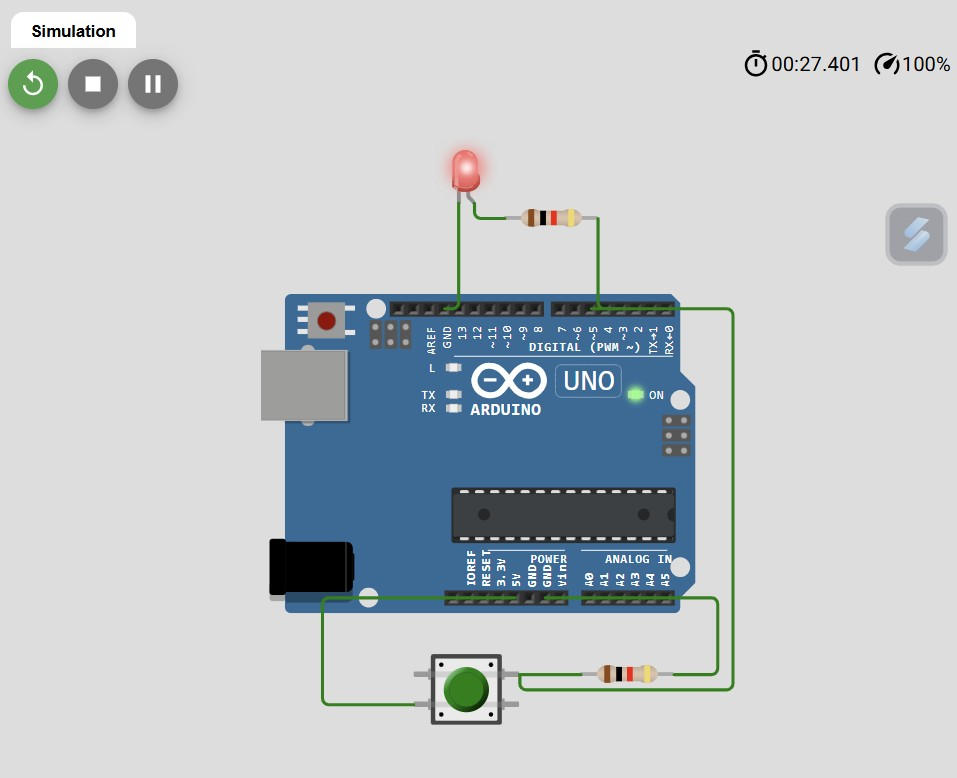 Simulation
00:27.401
100%
AREF
GND
13
12
~11
~10
~9
8
7
~6
~5
4
~3
2
TX→1
RX←0
DIGITAL (PWM ~)
L
TX
RX
UNO
ON
ARDUINO
POWER
ANALOG IN
IOREF
RESET
3.3V
5V
GND
GND
Vin
A0
A1
A2
A3
A4
A5